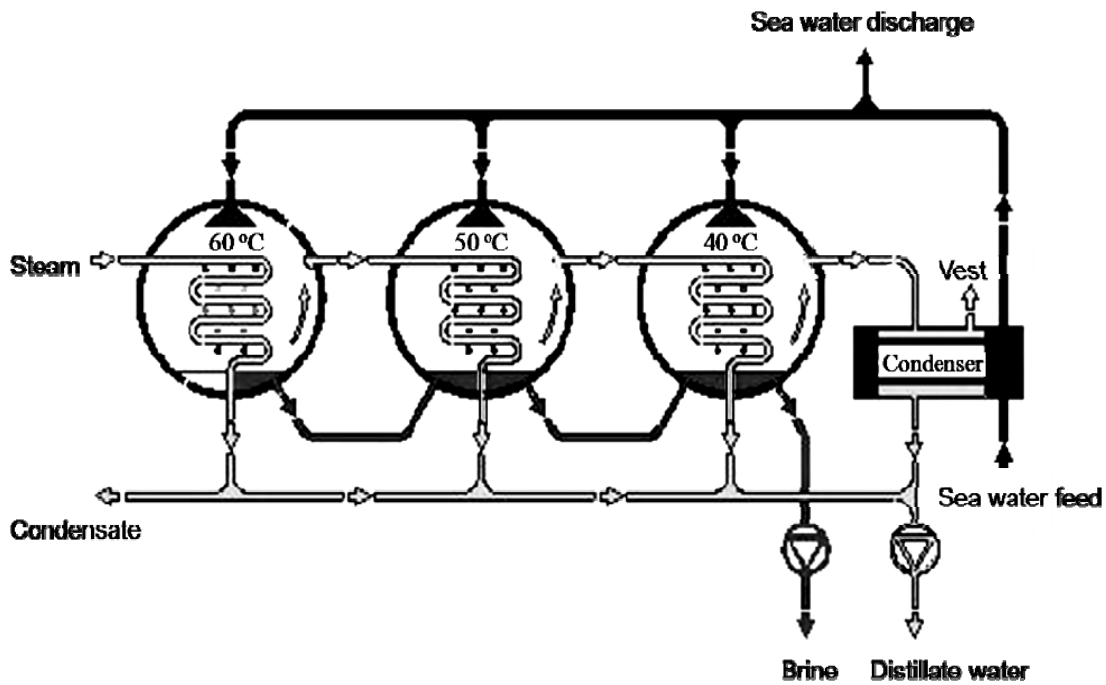 Sea water discharge
60 ºC
50 ºC
40 ºC
Steam
Vest
Condenser
Sea water feed
Condensate
Brine
Distillate water